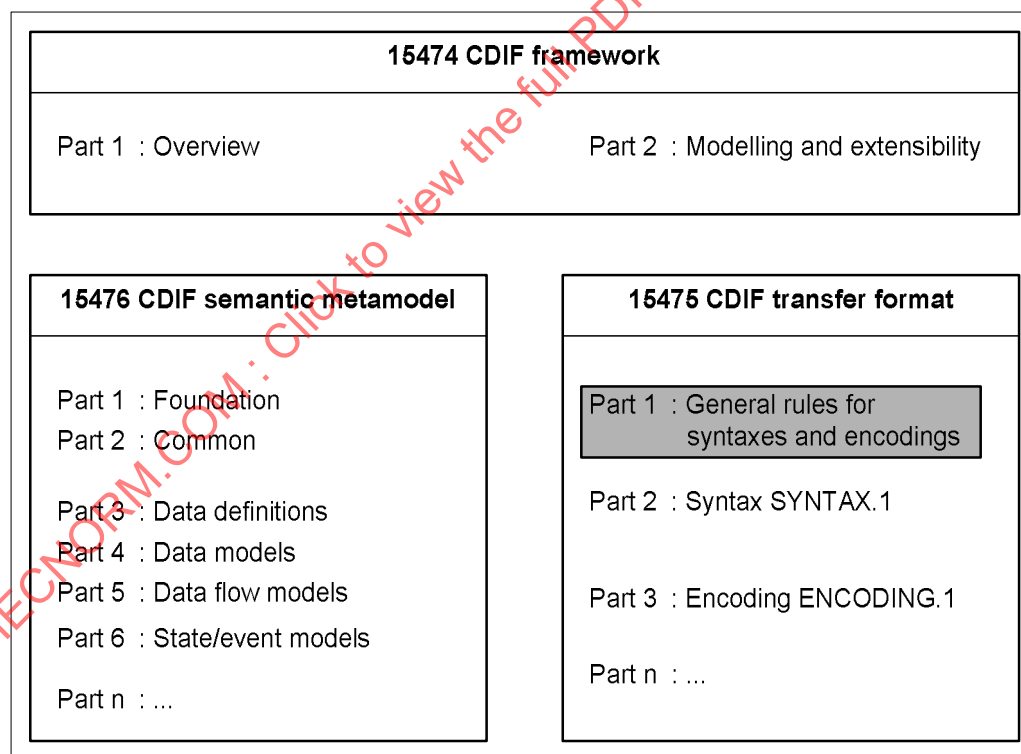 15474 CDIF framework
Part 1 : Overview
Part 2 : Modelling and extensibility
15476 CDIF semantic metamodel
Part 1 : Foundation
Part 2 : Common
Part 3 : Data definitions
Part 4 : Data models
Part 5 : Data flow models
Part 6 : State/event models
Part n : ...
15475 CDIF transfer format
Part 1 : General rules for
syntaxes and encodings
Part 2 : Syntax SYNTAX.1
Part 3 : Encoding ENCODING.1
Part n : ...
ECNORM.COM : Click to view the full PDF